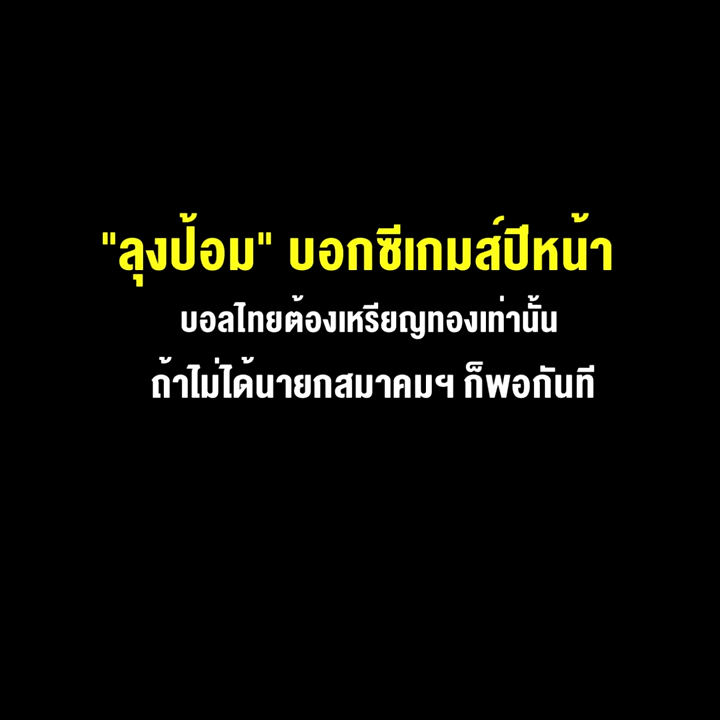 "ลุงป้อม" บอกซีเกมส์ปีหน้า
บอลไทยต้องเหรียญทองเท่านั้น
ถ้าไม่ได้นายกสมาคมฯ ก็พอกันที